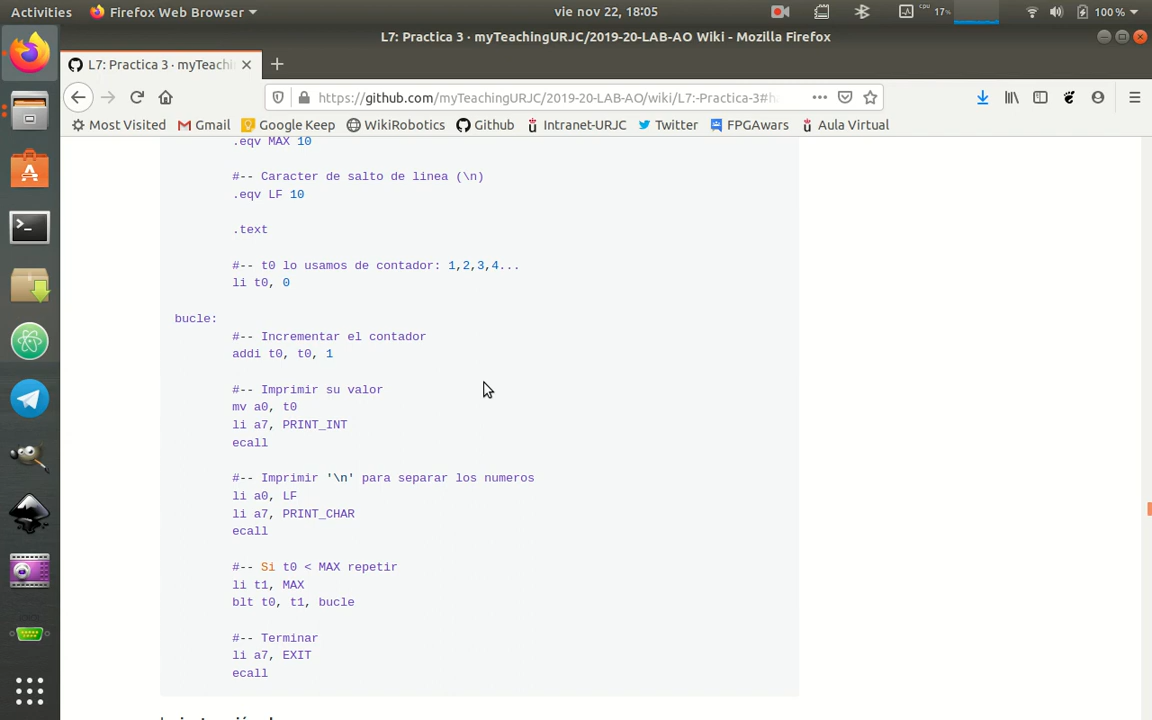 Activities Firefox Web Browser vie nov 22, 18:05 cpu 17% 100%
L7: Practica 3 · myTeachingURJC/2019-20-LAB-AO Wiki - Mozilla Firefox
L7: Practica 3 · myTeachi
https://github.com/myTeachingURJC/2019-20-LAB-AO/wiki/L7:-Practica-3#h
Most Visited Gmail Google Keep WikiRobotics Github Intranet-URJC Twitter FPGAwars Aula Virtual
.eqv MAX 10
#-- Caracter de salto de linea (\n)
.eqv LF 10
.text
#-- t0 lo usamos de contador: 1,2,3,4...
li t0, 0
bucle:
#-- Incrementar el contador
addi t0, t0, 1
#-- Imprimir su valor
mv a0, t0
li a7, PRINT_INT
ecall
#-- Imprimir '\n' para separar los numeros
li a0, LF
li a7, PRINT_CHAR
ecall
#-- Si t0 < MAX repetir
li t1, MAX
blt t0, t1, bucle
#-- Terminar
li a7, EXIT
ecall